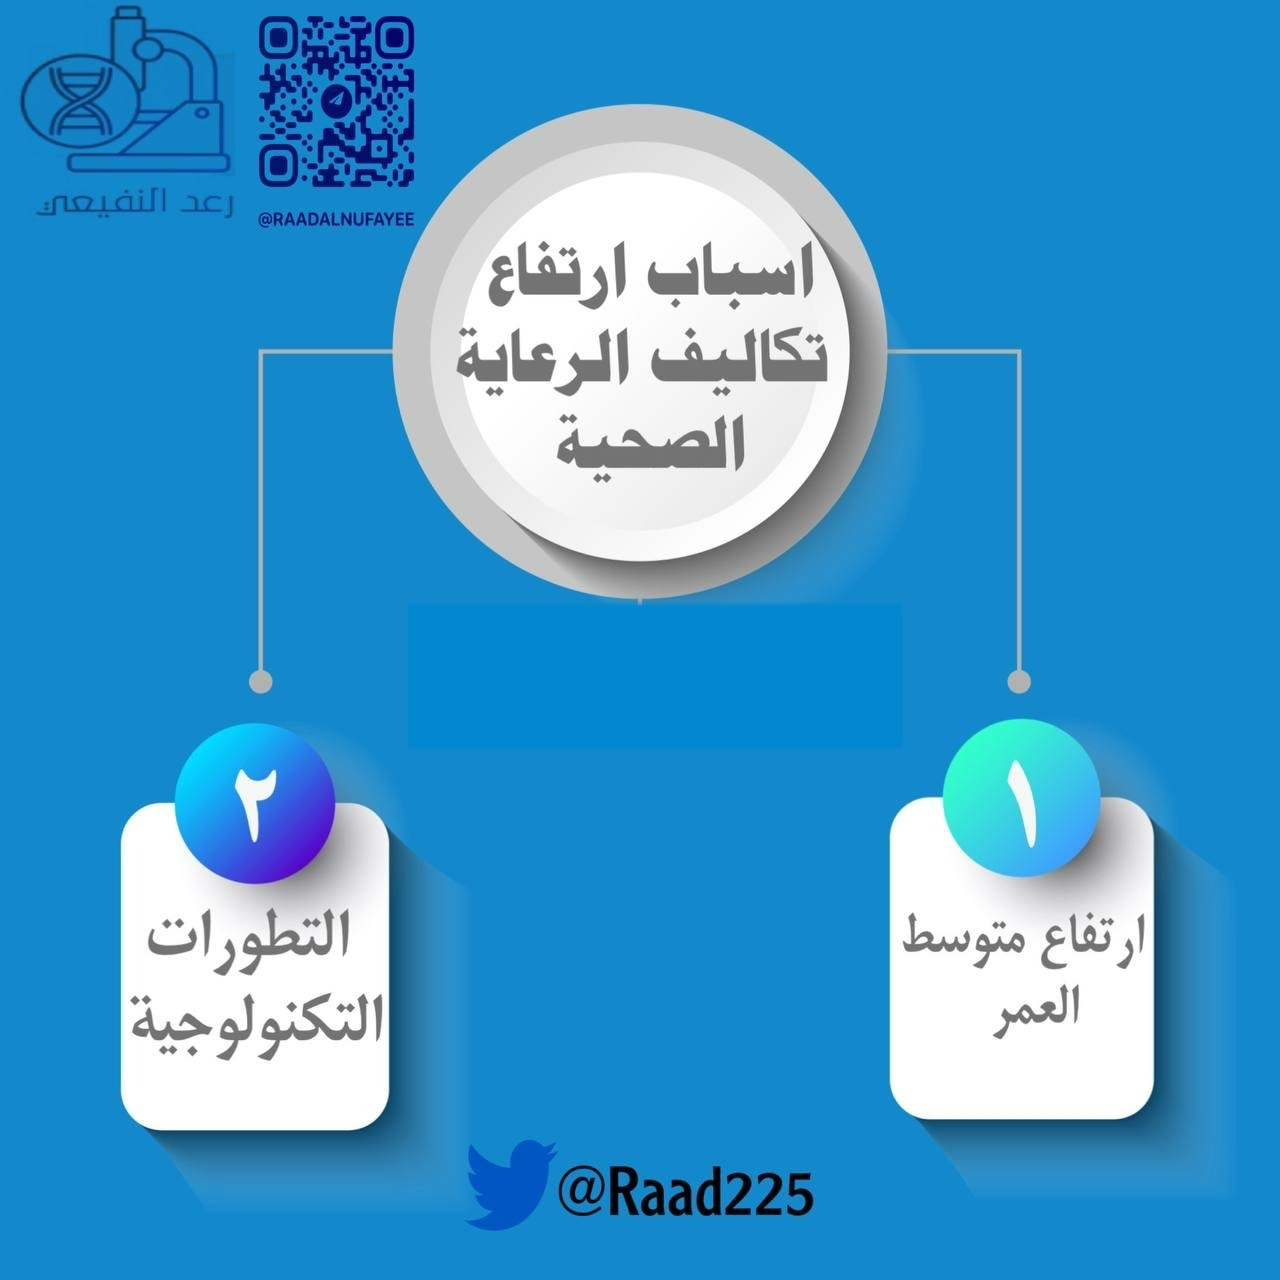 رعد النفيعي
@RAADALNUFAYEE
اسباب ارتفاع
تكاليف الرعاية
الصحية
١
ارتفاع متوسط
العمر
٢
التطورات
التكنولوجية
@Raad225